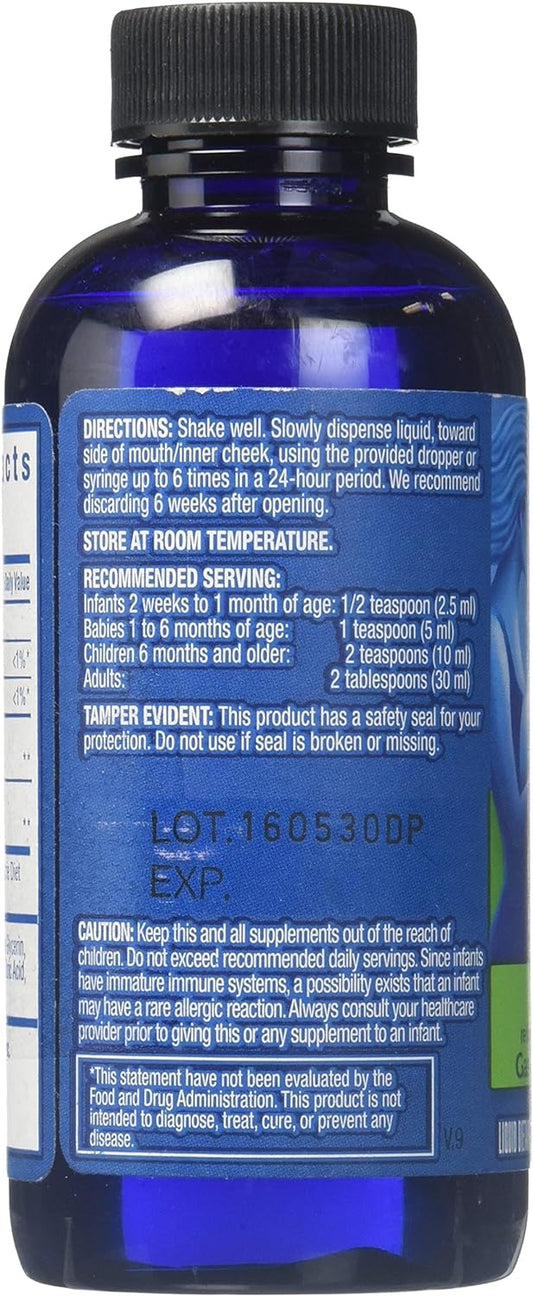 cts
Daily Value
<1%*
<1%*
**
**
Diet
Glycerin,
Acid,
DIRECTIONS: Shake well. Slowly dispense liquid, toward
side of mouth/inner cheek, using the provided dropper or
syringe up to 6 times in a 24-hour period. We recommend
discarding 6 weeks after opening.
STORE AT ROOM TEMPERATURE.
RECOMMENDED SERVING:
Infants 2 weeks to 1 month of age: 1/2 teaspoon (2.5 ml)
Babies 1 to 6 months of age: 1 teaspoon (5 ml)
Children 6 months and older: 2 teaspoons (10 ml)
Adults: 2 tablespoons (30 ml)
TAMPER EVIDENT: This product has a safety seal for your
protection. Do not use if seal is broken or missing.
LOT.160530DP
EXP.
CAUTION: Keep this and all supplements out of the reach of
children. Do not exceed recommended daily servings. Since infants
have immature immune systems, a possibility exists that an infant
may have a rare allergic reaction. Always consult your healthcare
provider prior to giving this or any supplement to an infant.
*This statement have not been evaluated by the
Food and Drug Administration. This product is not
intended to diagnose, treat, cure, or prevent any
disease.
V.9
Gas
LIQUID